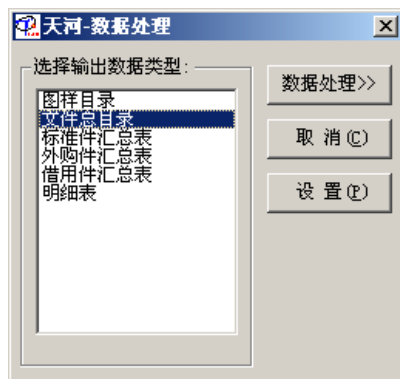 天河-数据处理
选择输出数据类型:
图样目录
文件总目录
标准件汇总表
外购件汇总表
借用件汇总表
明细表
数据处理>>
取 消(C)
设 置(P)